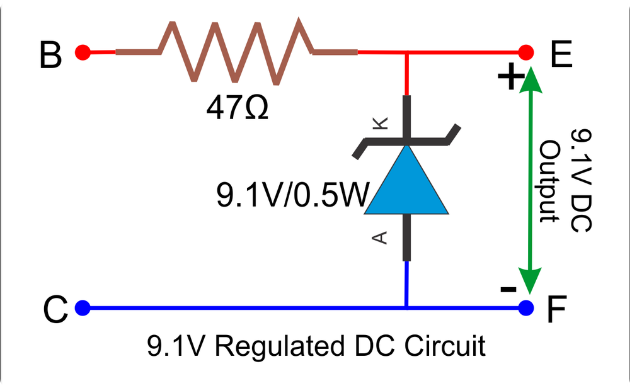 B
E
+
47Ω
K
9.1V/0.5W
9.1V DC
Output
A
-
C
F
9.1V Regulated DC Circuit